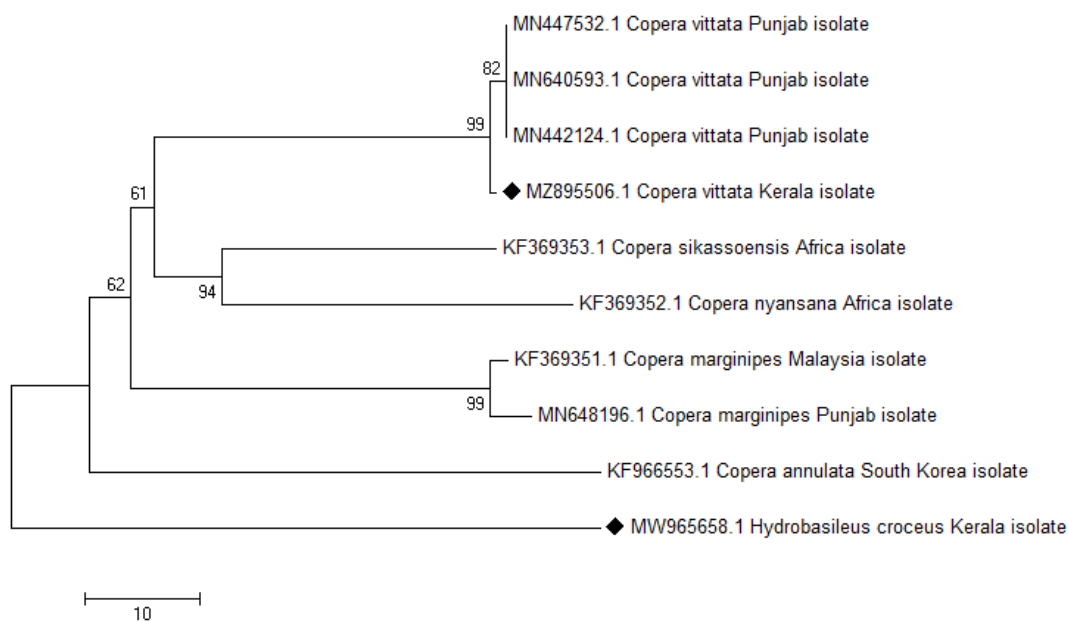 MN447532.1 Copera vittata Punjab isolate
82
MN640593.1 Copera vittata Punjab isolate
99
MN442124.1 Copera vittata Punjab isolate
61
MZ895506.1 Copera vittata Kerala isolate
KF369353.1 Copera sikassoensis Africa isolate
62
94
KF369352.1 Copera nyansana Africa isolate
KF369351.1 Copera marginipes Malaysia isolate
99
MN648196.1 Copera marginipes Punjab isolate
KF966553.1 Copera annulata South Korea isolate
MW965658.1 Hydrobasileus croceus Kerala isolate
10